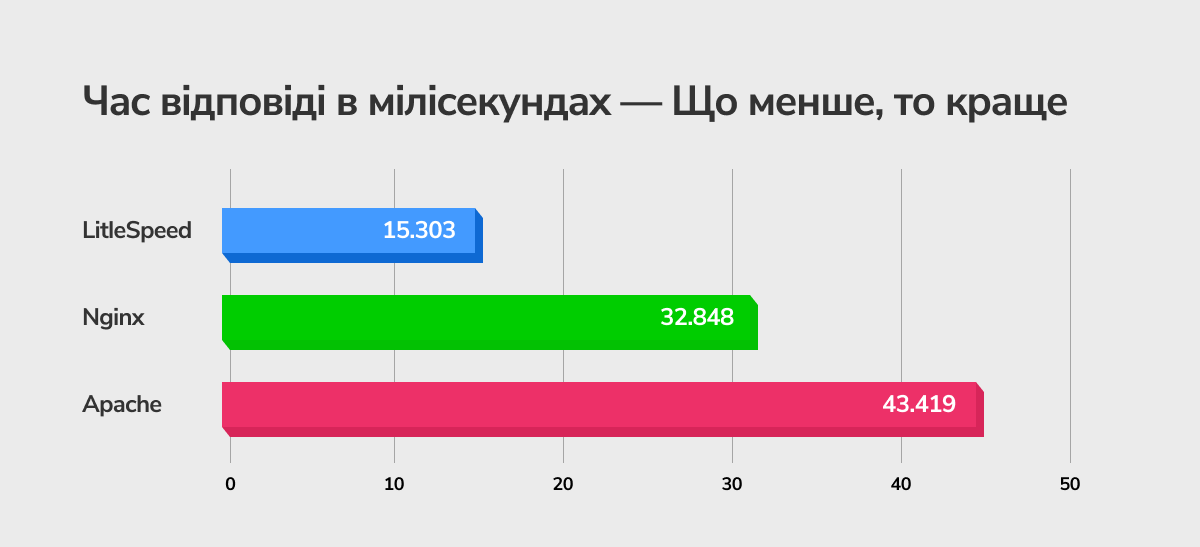 Час відповіді в мілісекундах — Що менше, то краще
LitleSpeed 15.303
Nginx 32.848
Apache 43.419
0 10 20 30 40 50